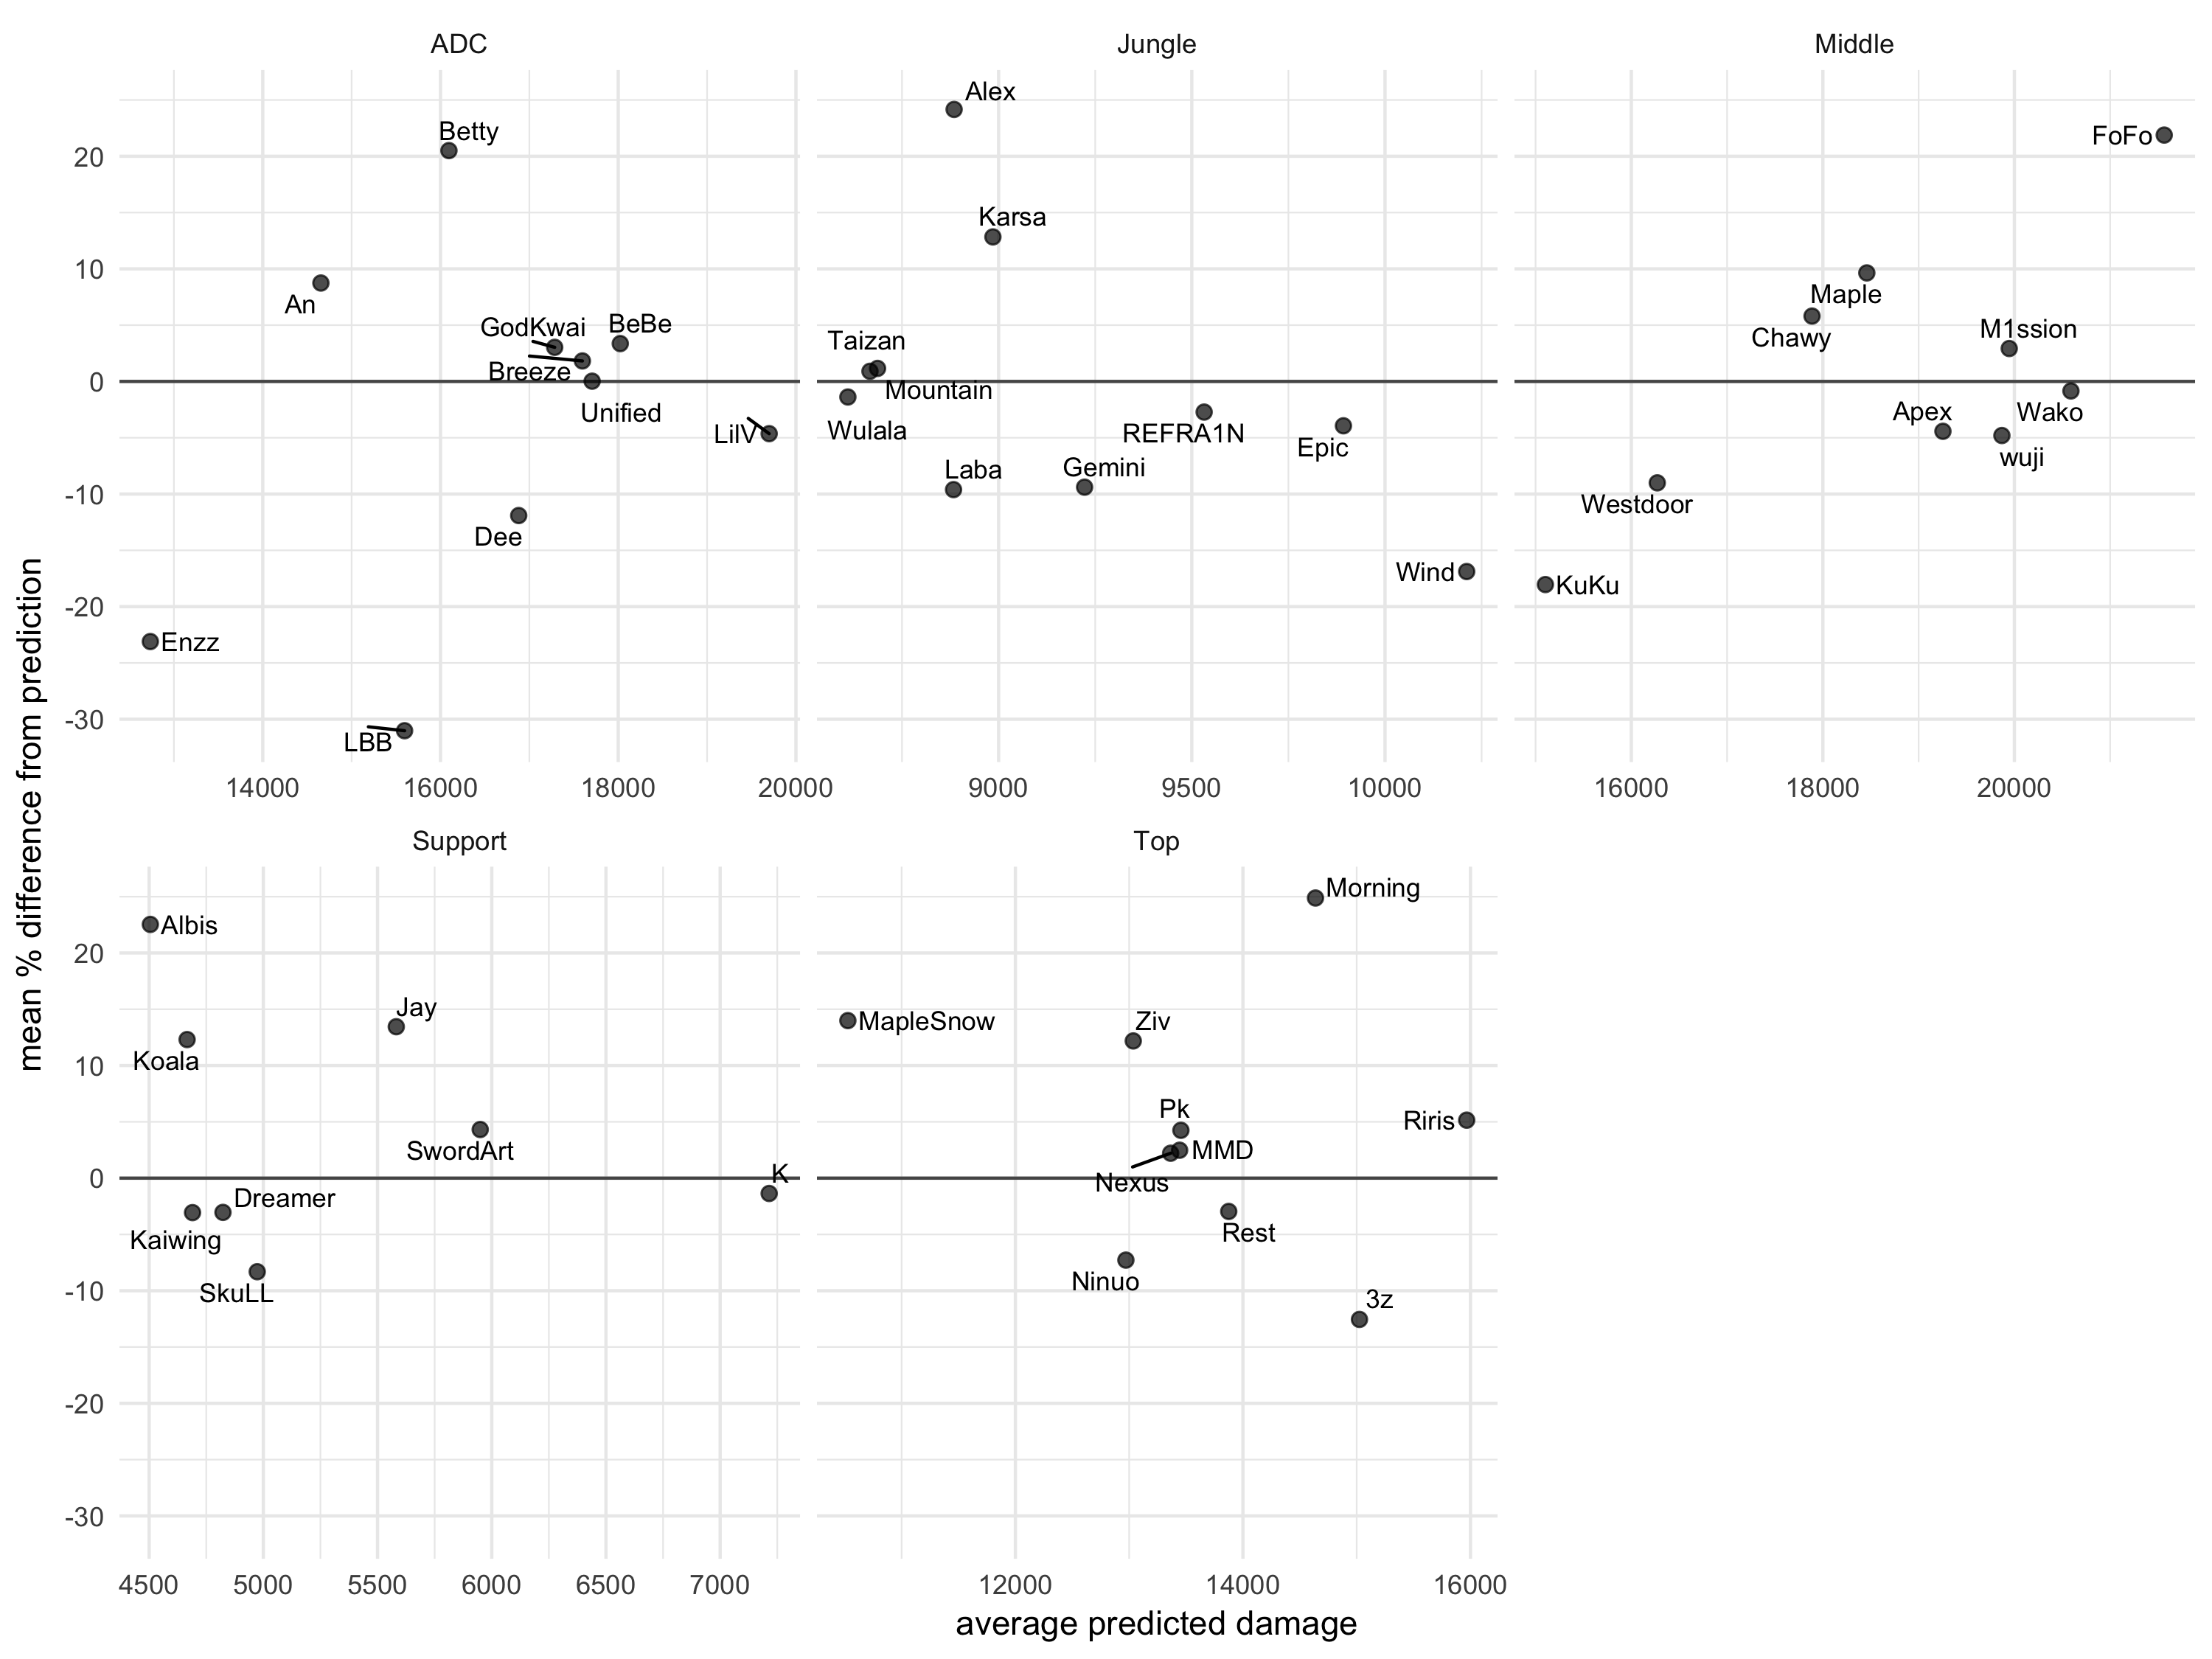 ADC
Jungle
Middle
mean % difference from prediction
20
10
0
-10
-20
-30
Betty
An
GodKwai
BeBe
Breeze
Unified
LilV
Dee
Enzz
LBB
14000
16000
18000
20000
Alex
Karsa
Taizan
Mountain
Wulala
REFRA1N
Epic
Laba
Gemini
Wind
9000
9500
10000
FoFo
Maple
Chawy
M1ssion
Wako
Apex
wuji
Westdoor
KuKu
16000
18000
20000
Support
Top
20
10
0
-10
-20
-30
Albis
Jay
Koala
SwordArt
K
Dreamer
Kaiwing
SkuLL
4500
5000
5500
6000
6500
7000
Morning
MapleSnow
Ziv
Pk
Riris
MMD
Nexus
Rest
Ninuo
3z
12000
14000
16000
average predicted damage